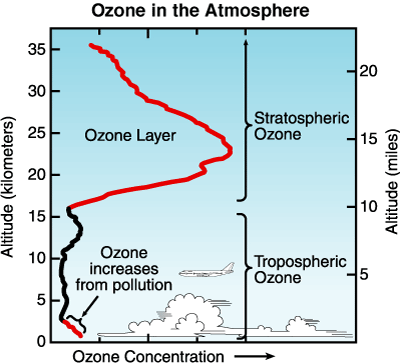 Ozone in the Atmosphere
Altitude (kilometers)
35
30
25
20
15
10
5
0
Ozone Layer
Ozone
increases
from pollution
Stratospheric
Ozone
Tropospheric
Ozone
20
15
10
5
Altitude (miles)
Ozone Concentration